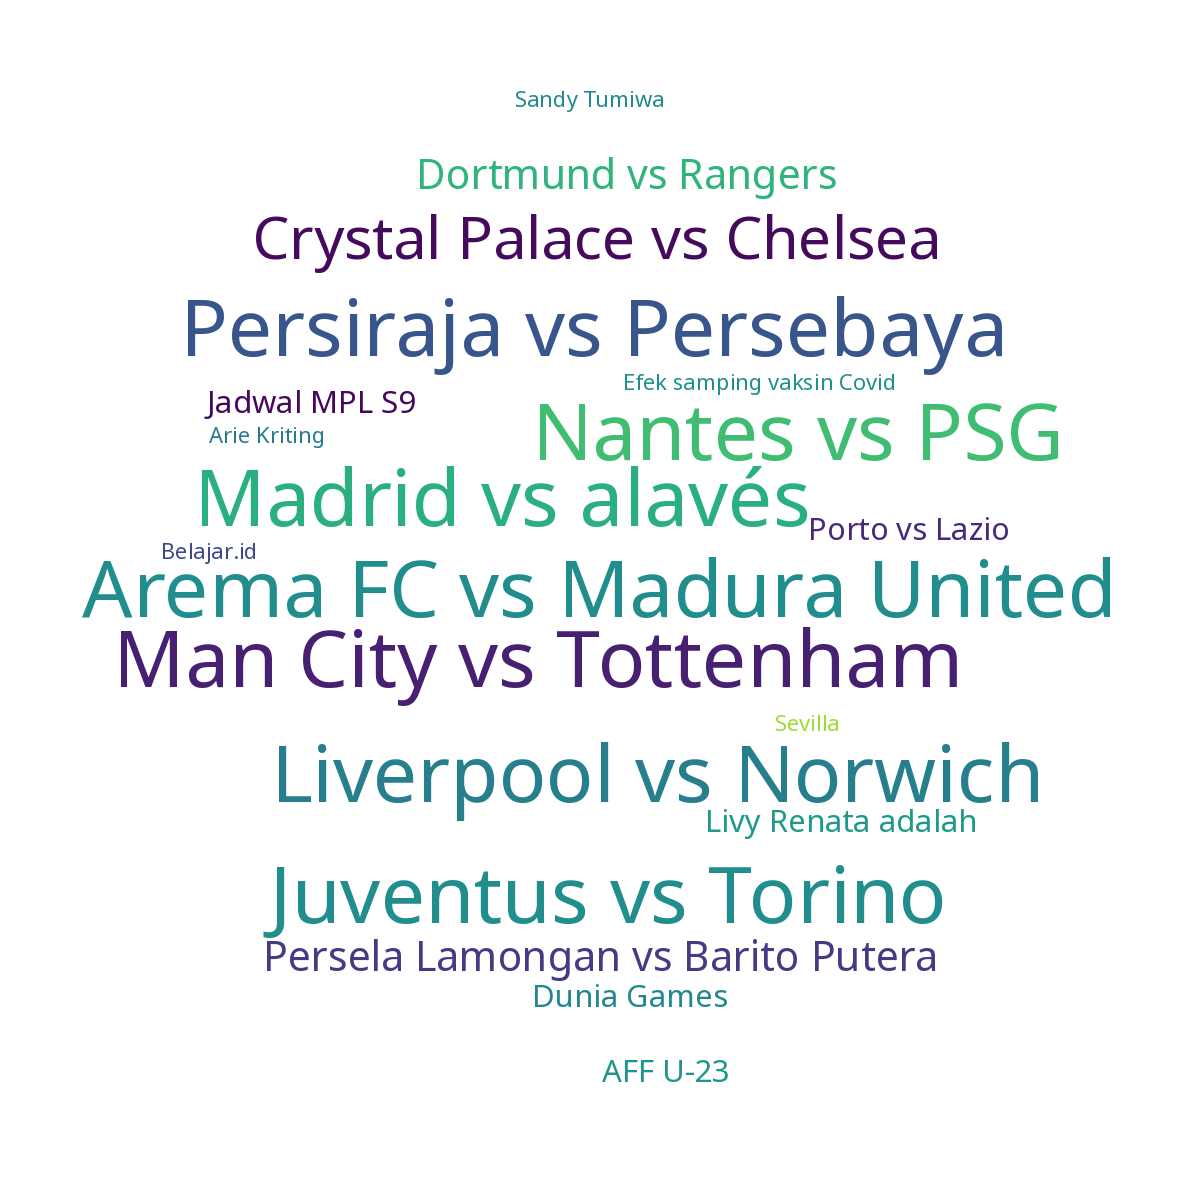 Sandy Tumiwa
Dortmund vs Rangers
Crystal Palace vs Chelsea
Persiraja vs Persebaya
Efek samping vaksin Covid
Jadwal MPL S9
Nantes vs PSG
Arie Kriting
Madrid vs alavés
Porto vs Lazio
Belajar.id
Arema FC vs Madura United
Man City vs Tottenham
Sevilla
Liverpool vs Norwich
Livy Renata adalah
Juventus vs Torino
Persela Lamongan vs Barito Putera
Dunia Games
AFF U-23